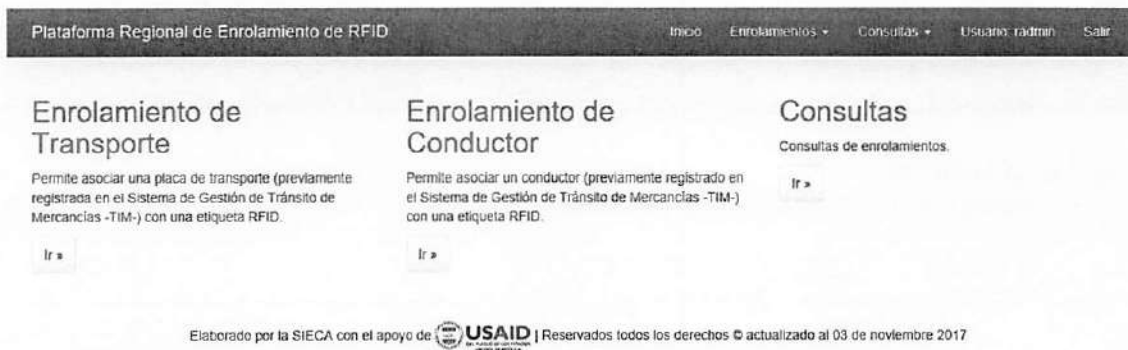 Plataforma Regional de Enrolamiento de RFID
Inicio Enrolamientos Consultas Usuario: radmin Salir
Enrolamiento de
Transporte
Permite asociar una placa de transporte (previamente
registrada en el Sistema de Gestión de Tránsito de
Mercancías -TIM-) con una etiqueta RFID.
Ir »
Enrolamiento de
Conductor
Permite asociar un conductor (previamente registrado en
el Sistema de Gestión de Tránsito de Mercancías -TIM-)
con una etiqueta RFID.
Ir »
Consultas
Consultas de enrolamientos.
Ir »
Elaborado por la SIECA con el apoyo de USAID | Reservados todos los derechos © actualizado al 03 de noviembre 2017